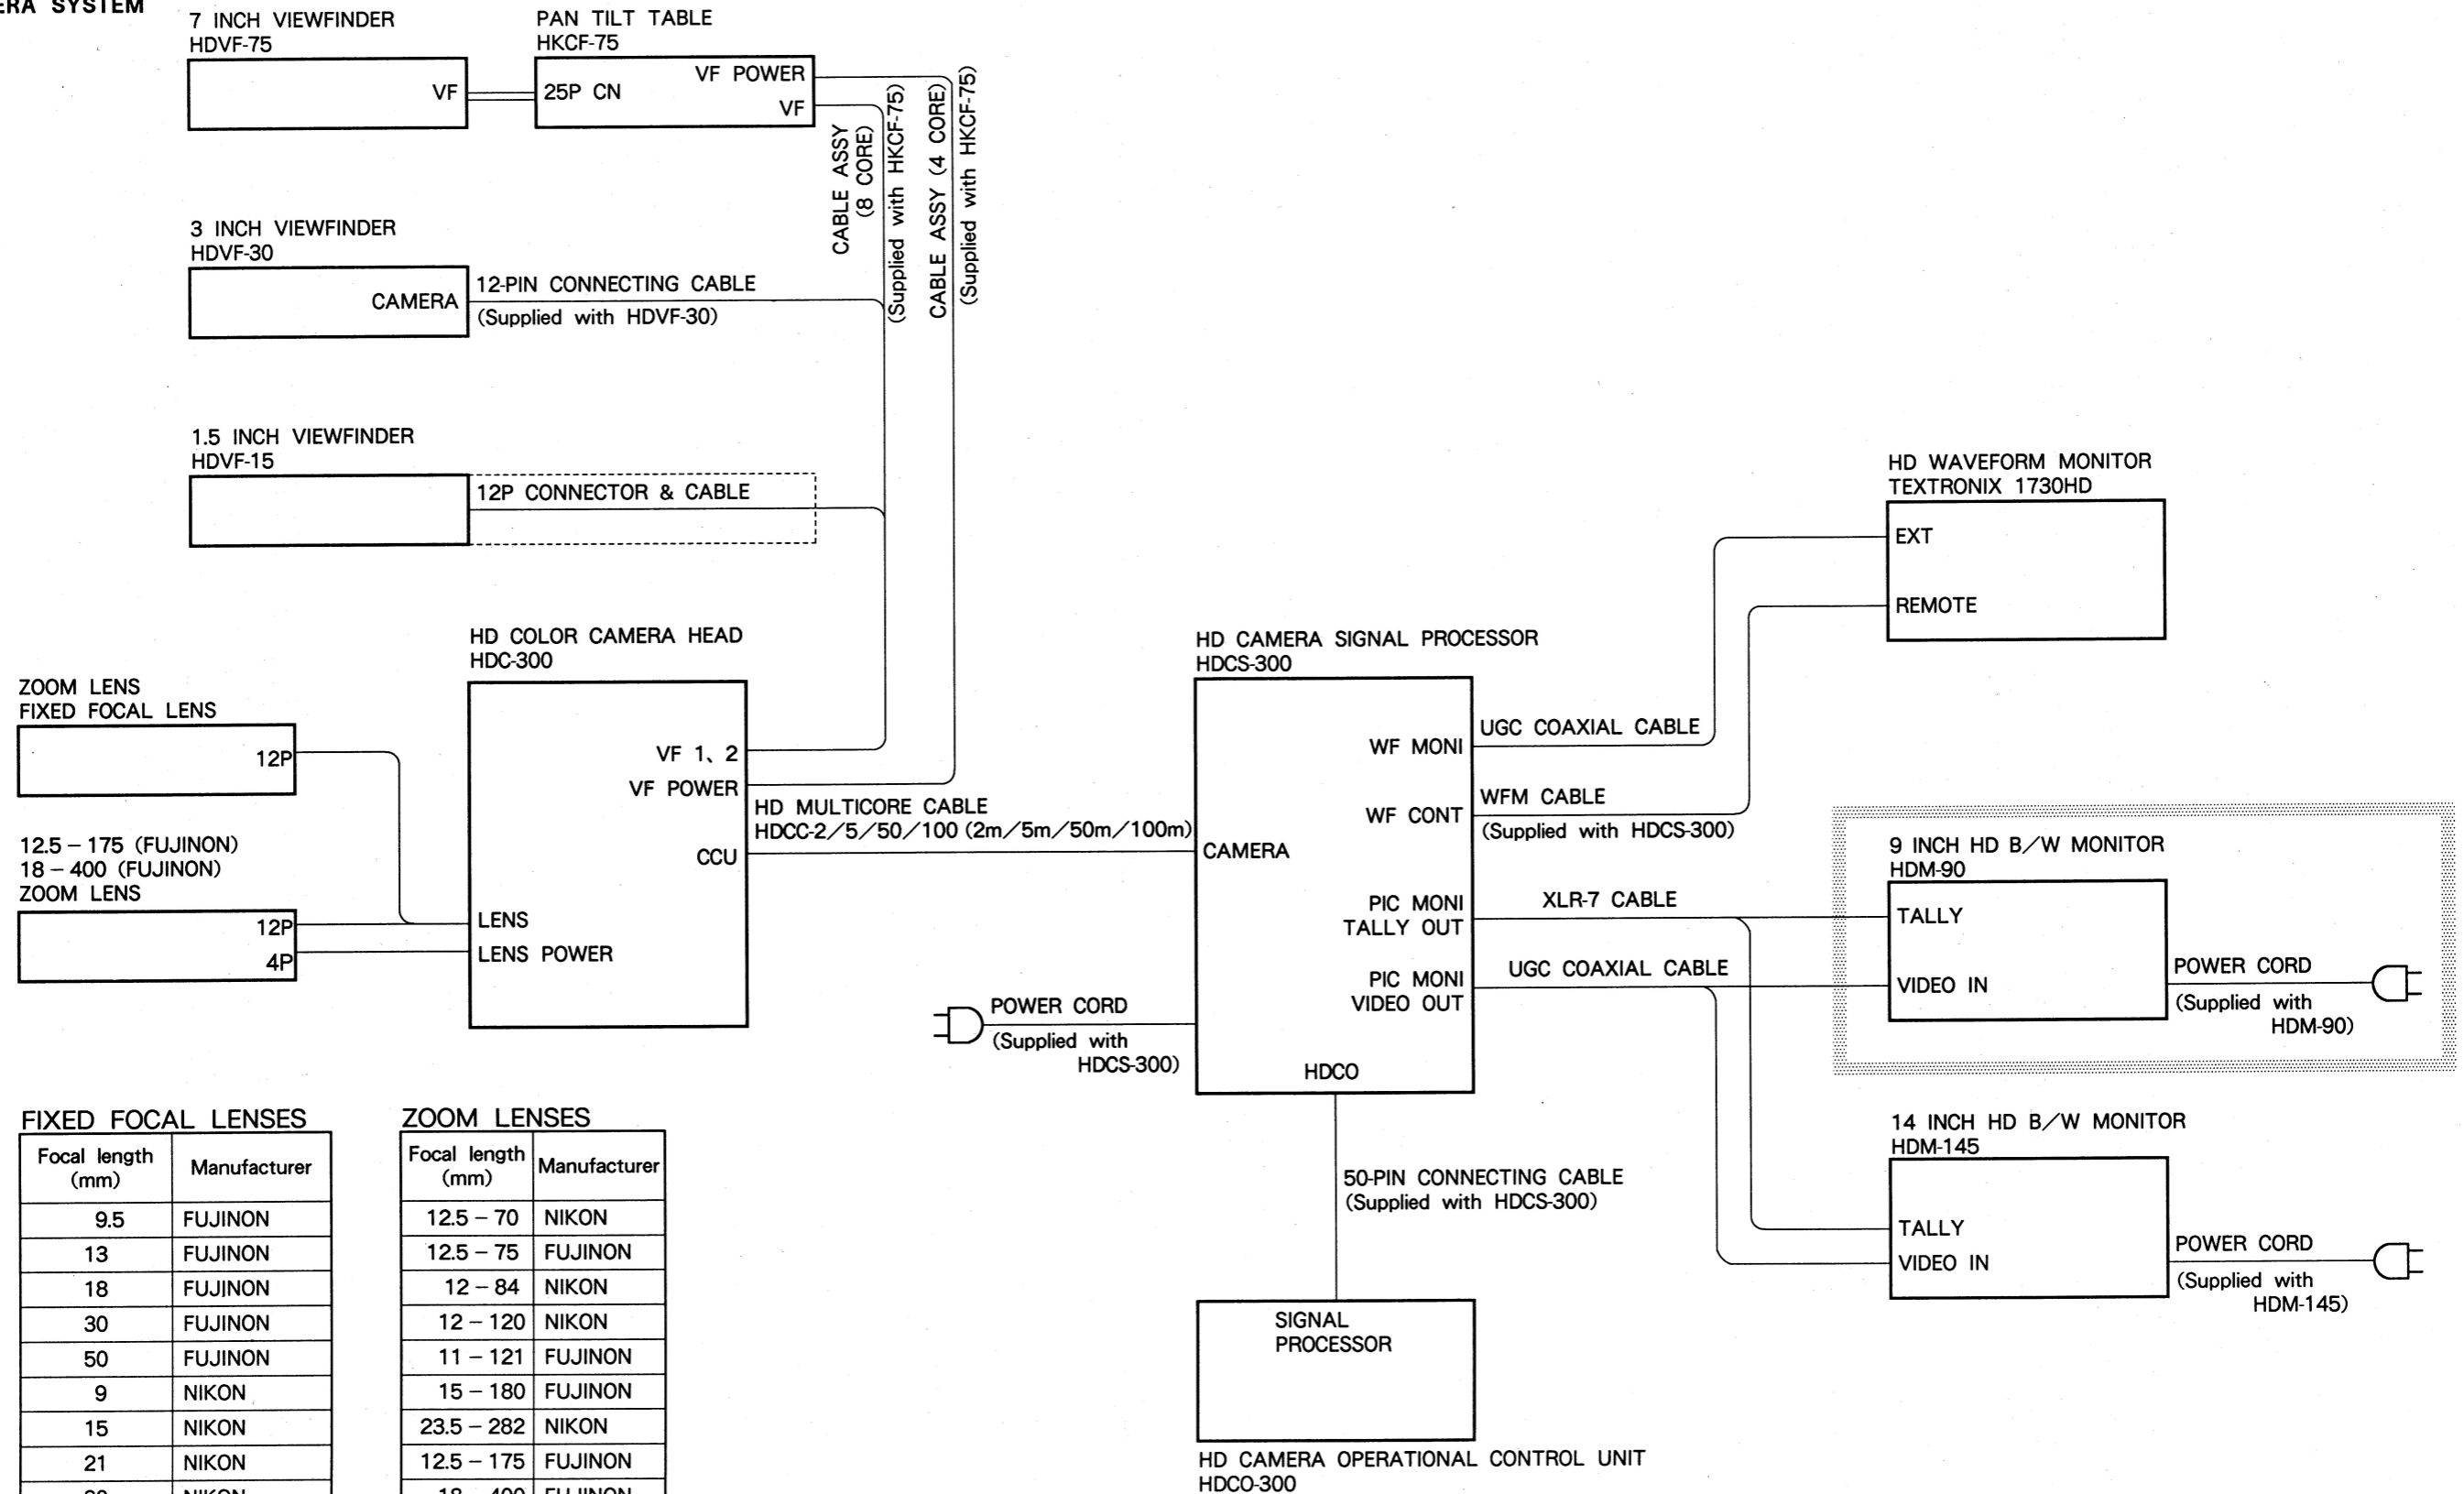 ERA SYSTEM
7 INCH VIEWFINDER
HDVF-75
VF
PAN TILT TABLE
HKCF-75
25P CN
VF POWER
VF
CABLE ASSY
(8 CORE)
(Supplied with HKCF-75)
CABLE ASSY (4 CORE)
(Supplied with HKCF-75)
3 INCH VIEWFINDER
HDVF-30
CAMERA
12-PIN CONNECTING CABLE
(Supplied with HDVF-30)
1.5 INCH VIEWFINDER
HDVF-15
12P CONNECTOR & CABLE
HD WAVEFORM MONITOR
TEXTRONIX 1730HD
EXT
REMOTE
HD COLOR CAMERA HEAD
HDC-300
VF 1、2
VF POWER
CCU
LENS
LENS POWER
ZOOM LENS
FIXED FOCAL LENS
12P
12.5 – 175 (FUJINON)
18 – 400 (FUJINON)
ZOOM LENS
12P
4P
HD MULTICORE CABLE
HDCC-2/5/50/100 (2m/5m/50m/100m)
HD CAMERA SIGNAL PROCESSOR
HDCS-300
CAMERA
WF MONI
WF CONT
PIC MONI
TALLY OUT
PIC MONI
VIDEO OUT
HDCO
UGC COAXIAL CABLE
WFM CABLE
(Supplied with HDCS-300)
XLR-7 CABLE
UGC COAXIAL CABLE
POWER CORD
(Supplied with
HDCS-300)
9 INCH HD B/W MONITOR
HDM-90
TALLY
VIDEO IN
POWER CORD
(Supplied with
HDM-90)
14 INCH HD B/W MONITOR
HDM-145
TALLY
VIDEO IN
POWER CORD
(Supplied with
HDM-145)
50-PIN CONNECTING CABLE
(Supplied with HDCS-300)
SIGNAL
PROCESSOR
HD CAMERA OPERATIONAL CONTROL UNIT
HDCO-300
FIXED FOCAL LENSES
Focal length
(mm)
Manufacturer
9.5 FUJINON
13 FUJINON
18 FUJINON
30 FUJINON
50 FUJINON
9 NIKON
15 NIKON
21 NIKON
NIKON
ZOOM LENSES
Focal length
(mm)
Manufacturer
12.5 – 70 NIKON
12.5 – 75 FUJINON
12 – 84 NIKON
12 – 120 NIKON
11 – 121 FUJINON
15 – 180 FUJINON
23.5 – 282 NIKON
12.5 – 175 FUJINON
18 – 400 FUJINON